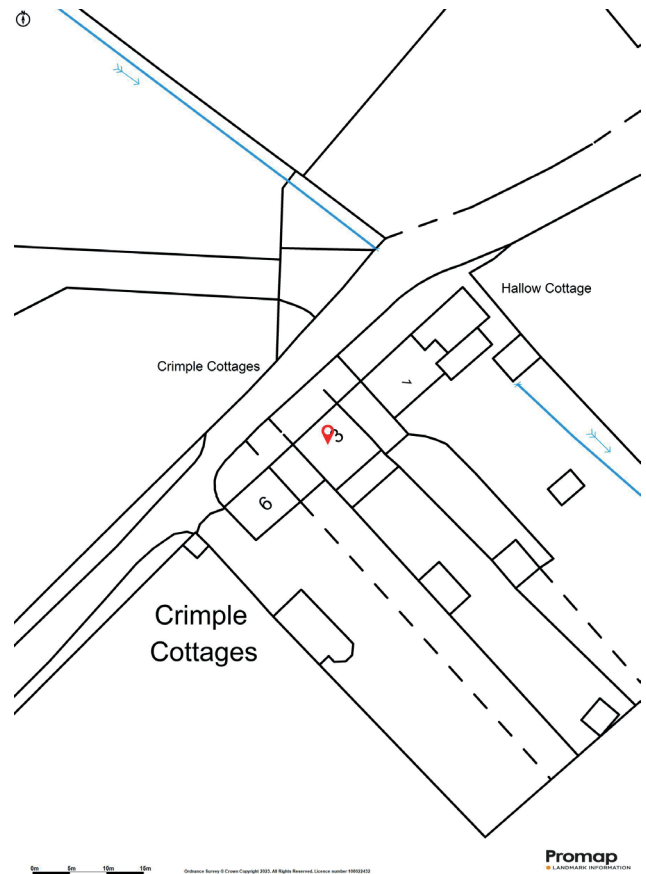 Hallow Cottage
Crimple Cottages
1
3
6
Crimple
Cottages
0m 5m 10m 15m
Ordnance Survey © Crown Copyright 2023. All Rights Reserved. Licence number 100022432
Promap
LANDMARK INFORMATION